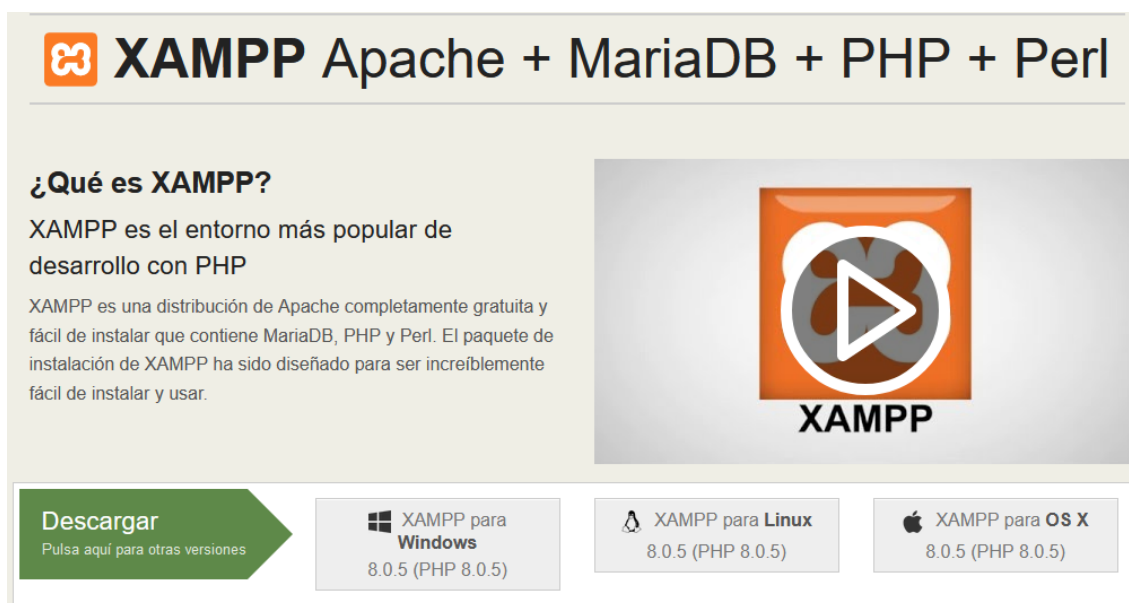 XAMPP Apache + MariaDB + PHP + Perl
¿Qué es XAMPP?
XAMPP es el entorno más popular de
desarrollo con PHP
XAMPP es una distribución de Apache completamente gratuita y
fácil de instalar que contiene MariaDB, PHP y Perl. El paquete de
instalación de XAMPP ha sido diseñado para ser increíblemente
fácil de instalar y usar.
XAMPP
Descargar
Pulsa aquí para otras versiones
XAMPP para
Windows
8.0.5 (PHP 8.0.5)
XAMPP para Linux
8.0.5 (PHP 8.0.5)
XAMPP para OS X
8.0.5 (PHP 8.0.5)